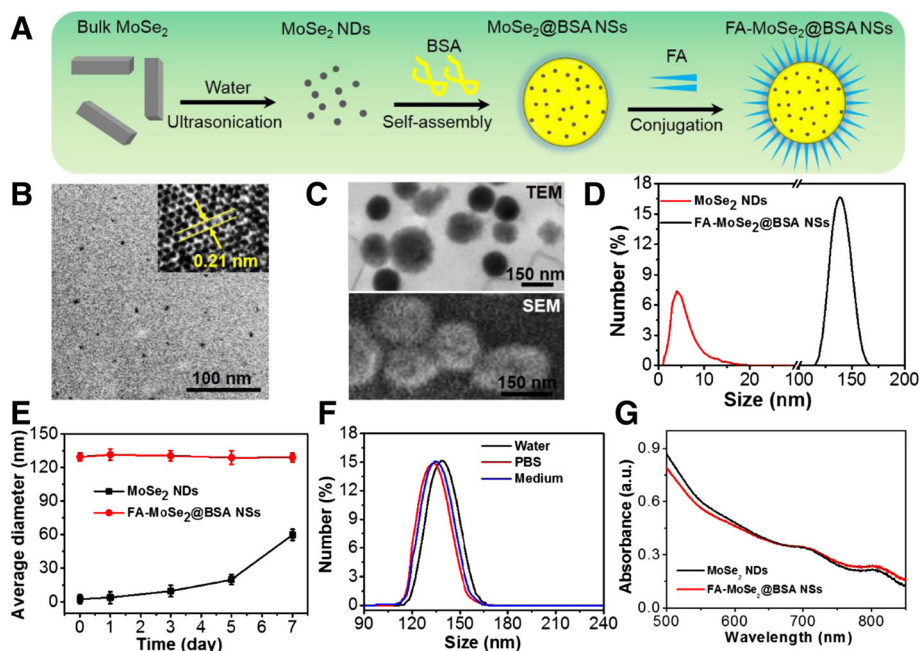 A
Bulk MoSe₂
MoSe₂ NDs
MoSe₂@BSA NSs
FA-MoSe₂@BSA NSs
BSA
FA
Water
Ultrasonication
Self-assembly
Conjugation
B
0.21 nm
100 nm
C
TEM
150 nm
SEM
150 nm
D
MoSe₂ NDs
FA-MoSe₂@BSA NSs
Number (%)
18
15
12
9
6
3
0
0 10 20 100 150 200
Size (nm)
E
Average diameter (nm)
150
120
90
60
30
0
MoSe₂ NDs
FA-MoSe₂@BSA NSs
0 1 3 5 7
Time (day)
F
Number (%)
18
15
12
9
6
3
0
Water
PBS
Medium
90 120 150 180 210 240
Size (nm)
G
Absorbance (a.u.)
0.9
0.6
0.3
0.0
MoSe₂ NDs
FA-MoSe₂@BSA NSs
500 600 700 800
Wavelength (nm)